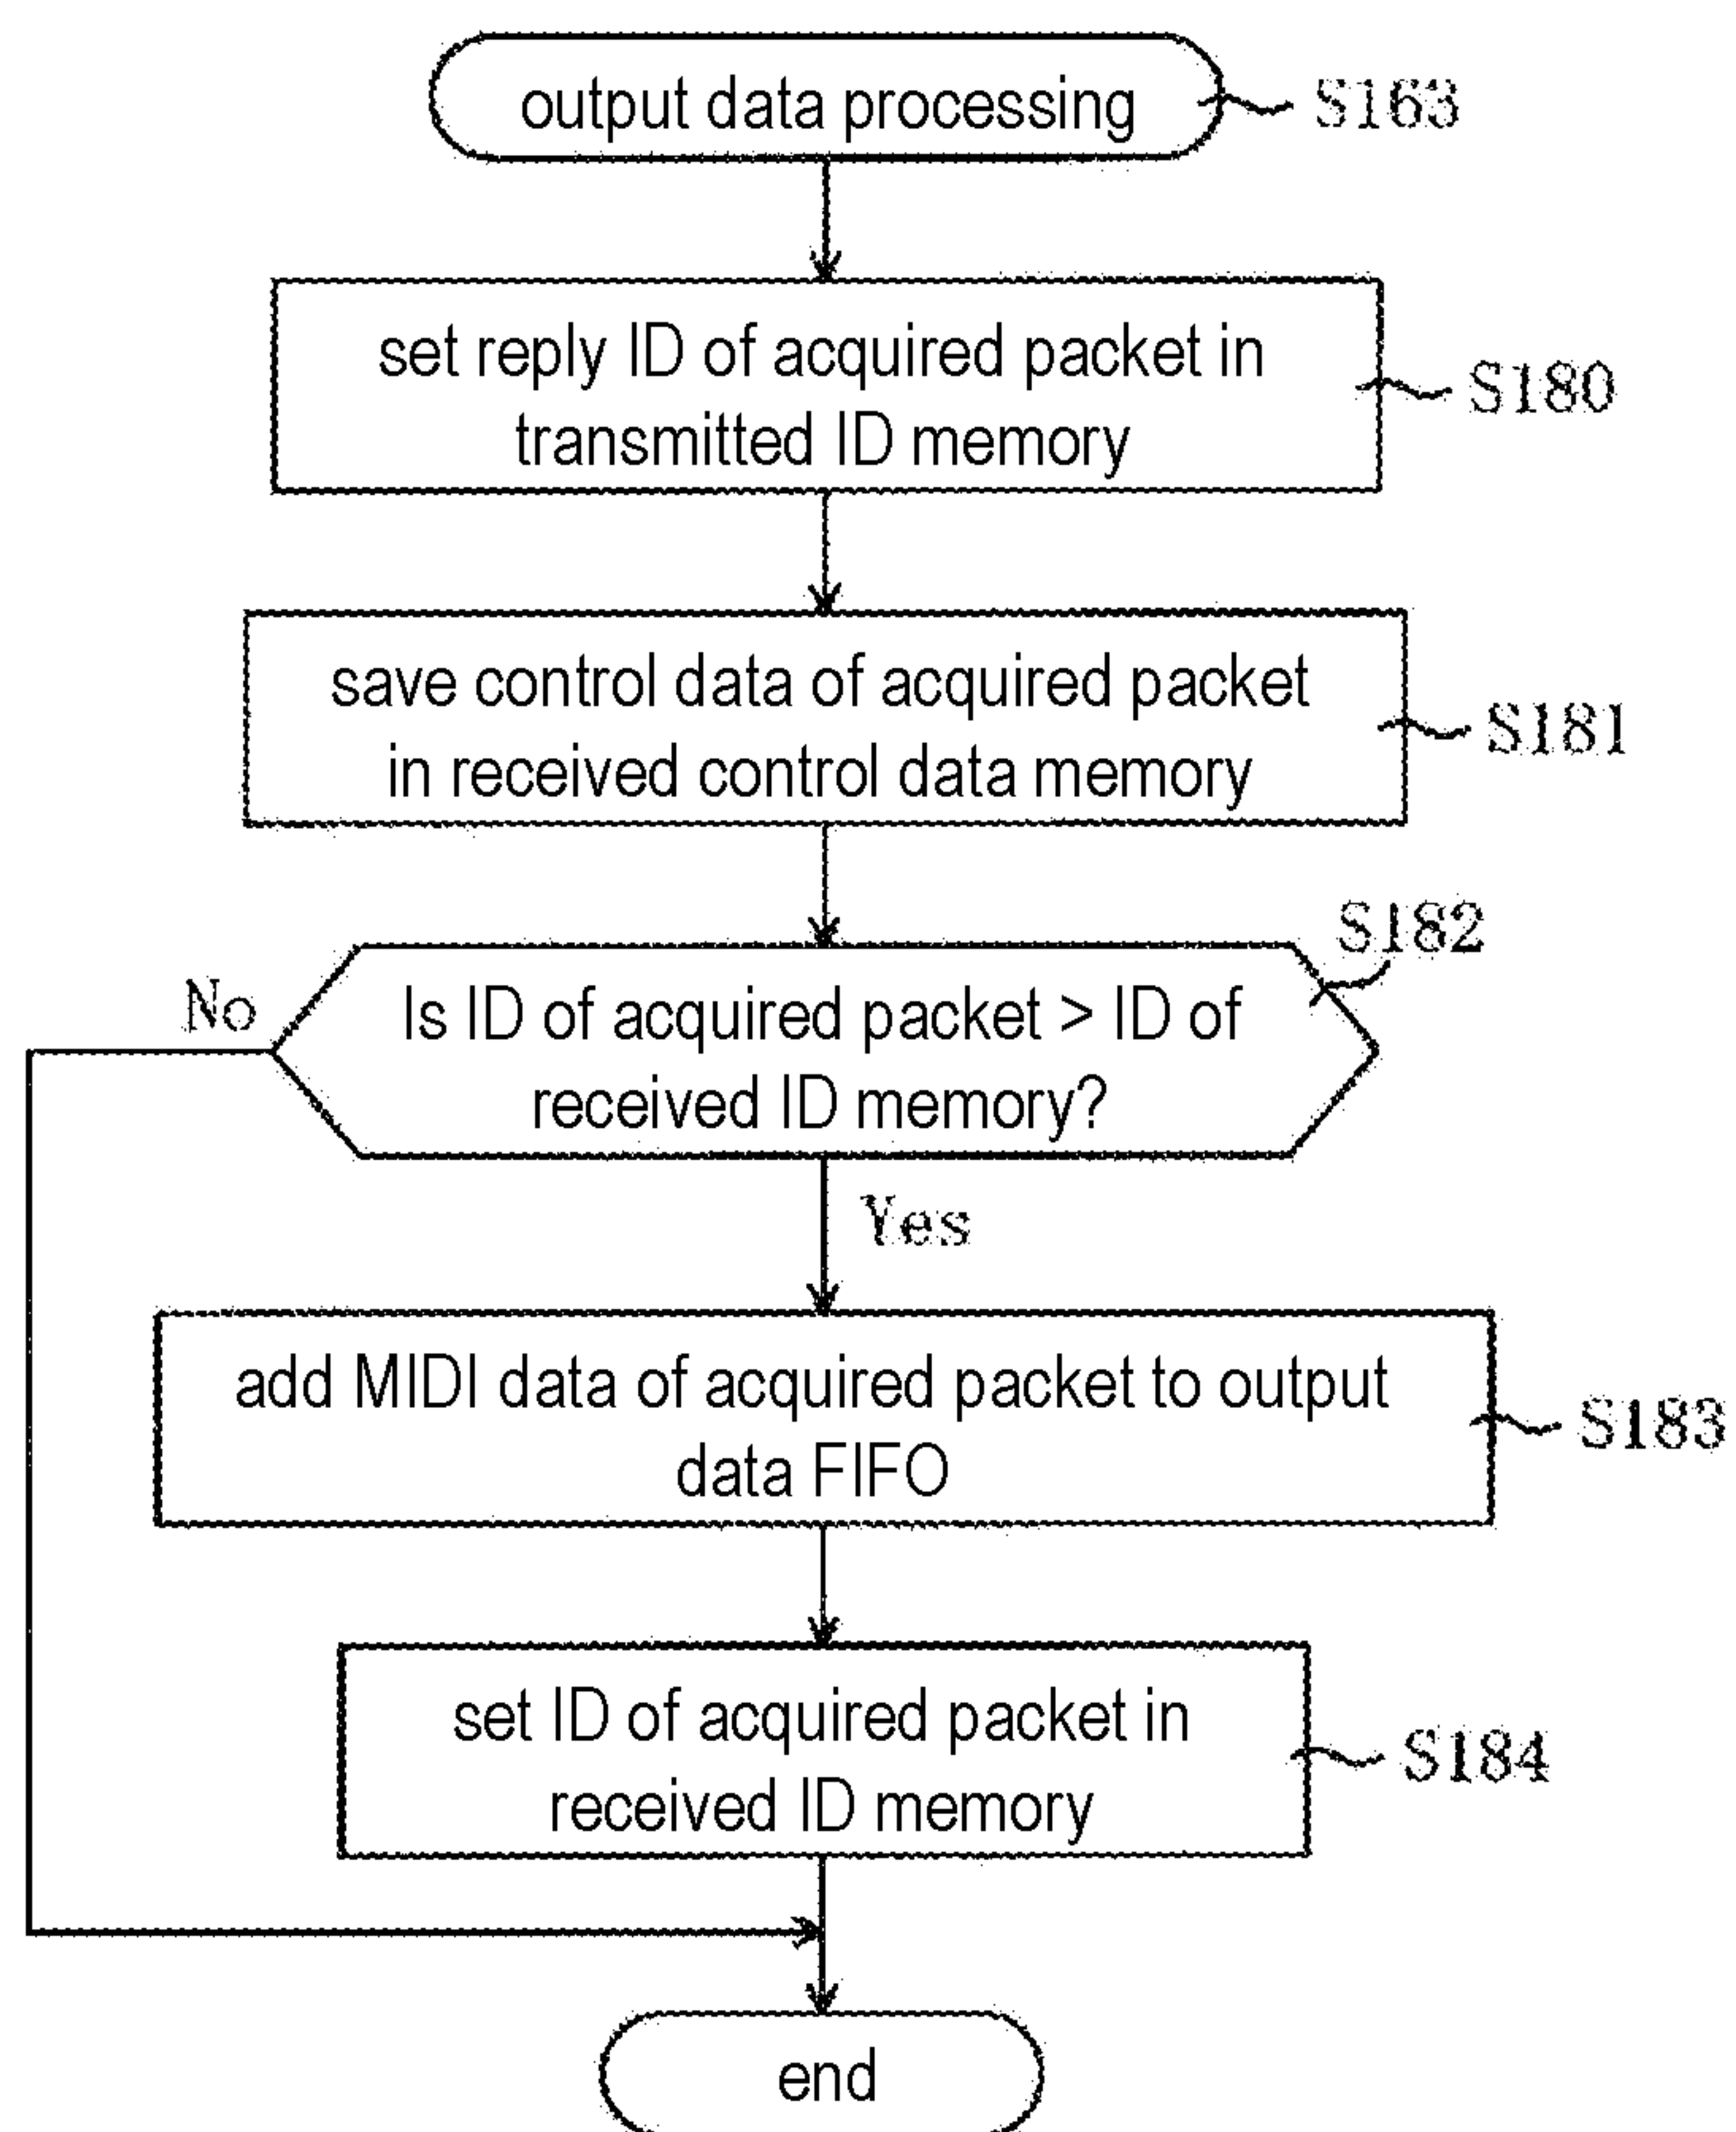 output data processing
S163
set reply ID of acquired packet in
transmitted ID memory
S180
save control data of acquired packet
in received control data memory
S181
S182
No
Is ID of acquired packet > ID of
received ID memory?
Yes
add MIDI data of acquired packet to output
data FIFO
S183
set ID of acquired packet in
received ID memory
S184
end